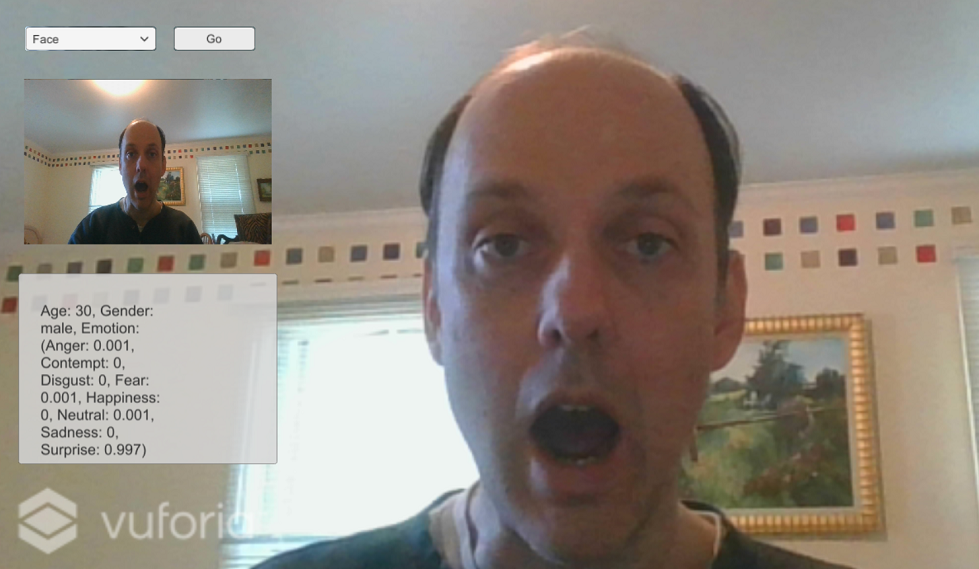 Face
Go
Age: 30, Gender:
male, Emotion:
(Anger: 0.001,
Contempt: 0,
Disgust: 0, Fear:
0.001, Happiness:
0, Neutral: 0.001,
Sadness: 0,
Surprise: 0.997)
vuforia